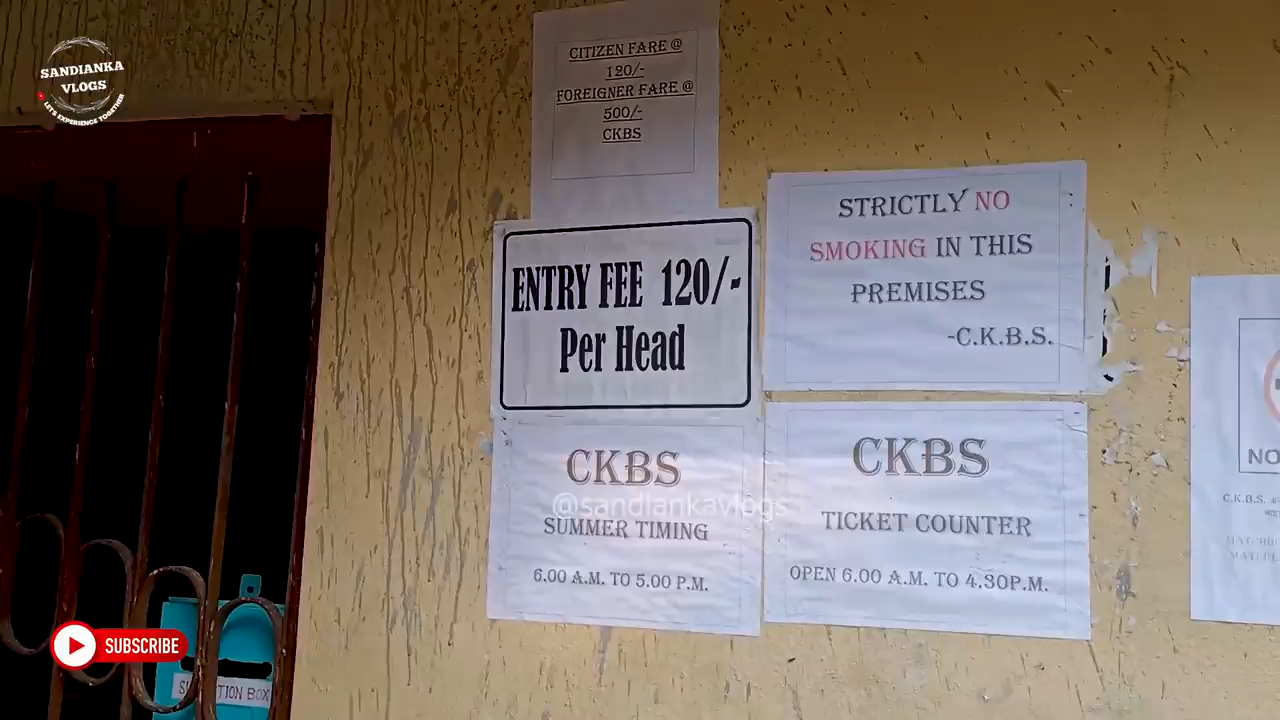 SANDIANKA
VLOGS
LET'S EXPERIENCE TOGETHER
CITIZEN FARE @
120/-
FOREIGNER FARE @
500/-
CKBS
ENTRY FEE 120/-
Per Head
STRICTLY NO
SMOKING IN THIS
PREMISES
-C.K.B.S.
CKBS
SUMMER TIMING
6.00 A.M. TO 5.00 P.M.
CKBS
TICKET COUNTER
OPEN 6.00 A.M. TO 4.30P.M.
@sandiankavlogs
NO
C.K.B.S.
SUBSCRIBE
BOX